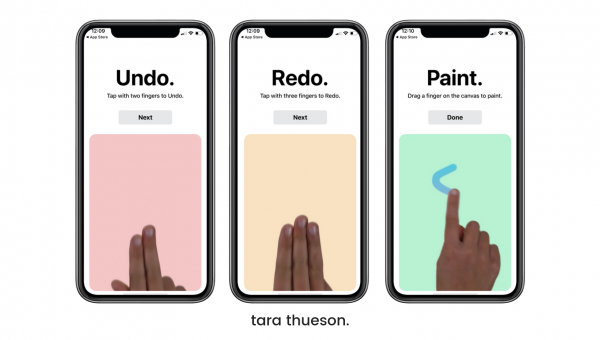 12:09
App Store
Undo.
Tap with two fingers to Undo.
Next
12:09
App Store
Redo.
Tap with three fingers to Redo.
Next
12:10
App Store
Paint.
Drag a finger on the canvas to paint.
Done
tara thueson.